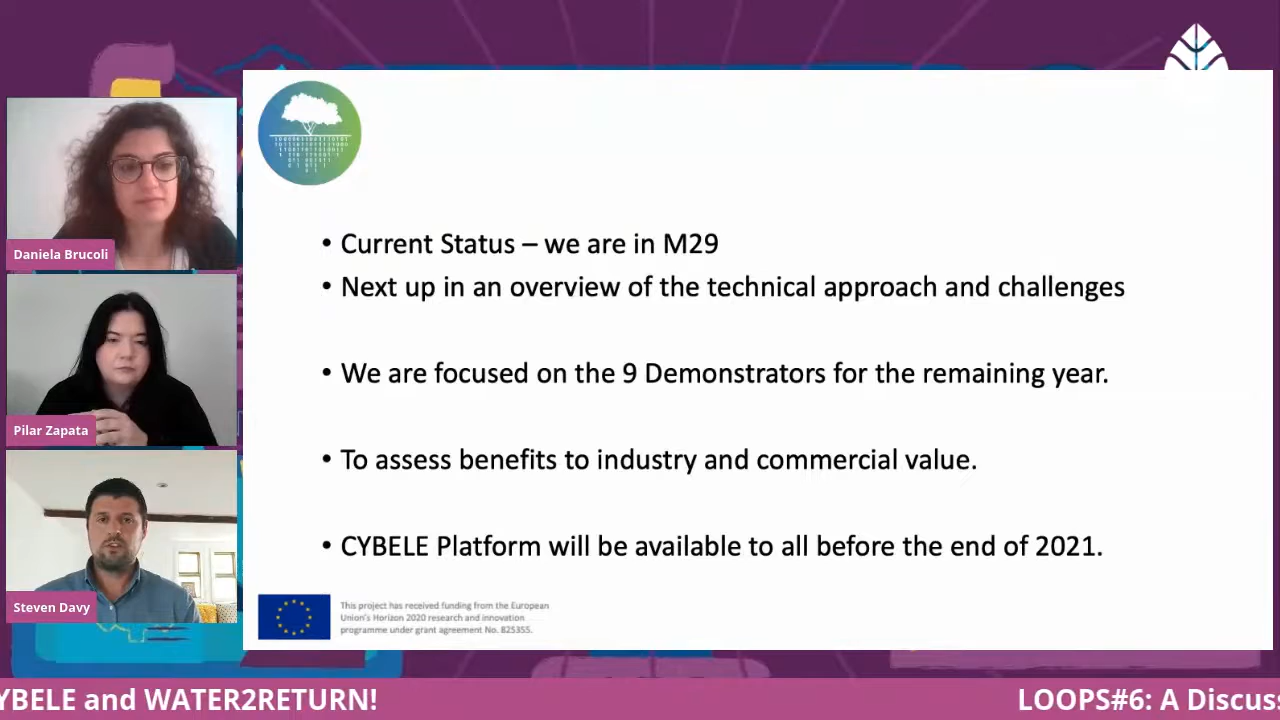 Daniela Brucoli
Pilar Zapata
Steven Davy
• Current Status – we are in M29
• Next up in an overview of the technical approach and challenges
• We are focused on the 9 Demonstrators for the remaining year.
• To assess benefits to industry and commercial value.
• CYBELE Platform will be available to all before the end of 2021.
This project has received funding from the European
Union's Horizon 2020 research and innovation
programme under grant agreement No. 825355.
YBELE and WATER2RETURN!
LOOPS#6: A Discus